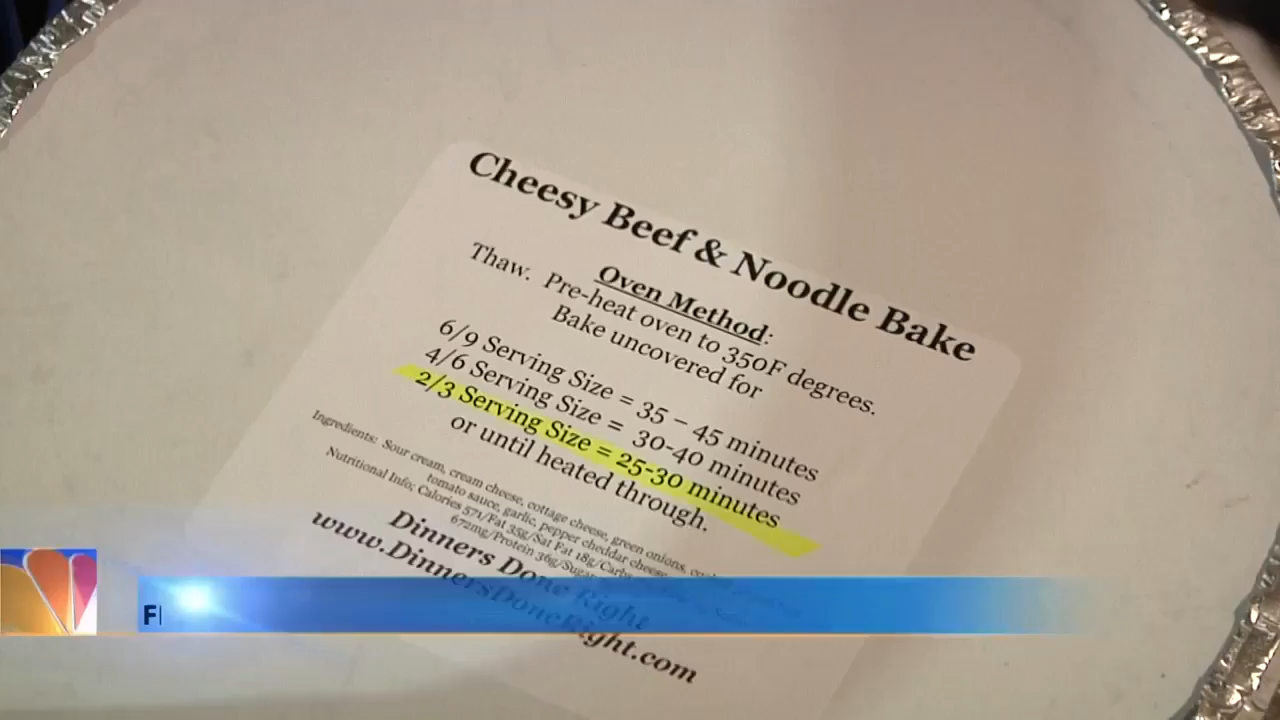 Cheesy Beef & Noodle Bake
Oven Method:
Thaw. Pre-heat oven to 350F degrees.
Bake uncovered for
6/9 Serving Size = 35 – 45 minutes
4/6 Serving Size = 30-40 minutes
2/3 Serving Size = 25-30 minutes
or until heated through.
Ingredients: Sour cream, cream cheese, cottage cheese, green onions,
tomato sauce, garlic, pepper cheddar cheese
Nutritional Info; Calories 571/Fat 35g/Sat Fat 18g/Carbs
672mg/Protein 36g/Sugar
Dinners Done Right
www.DinnersDoneRight.com
F